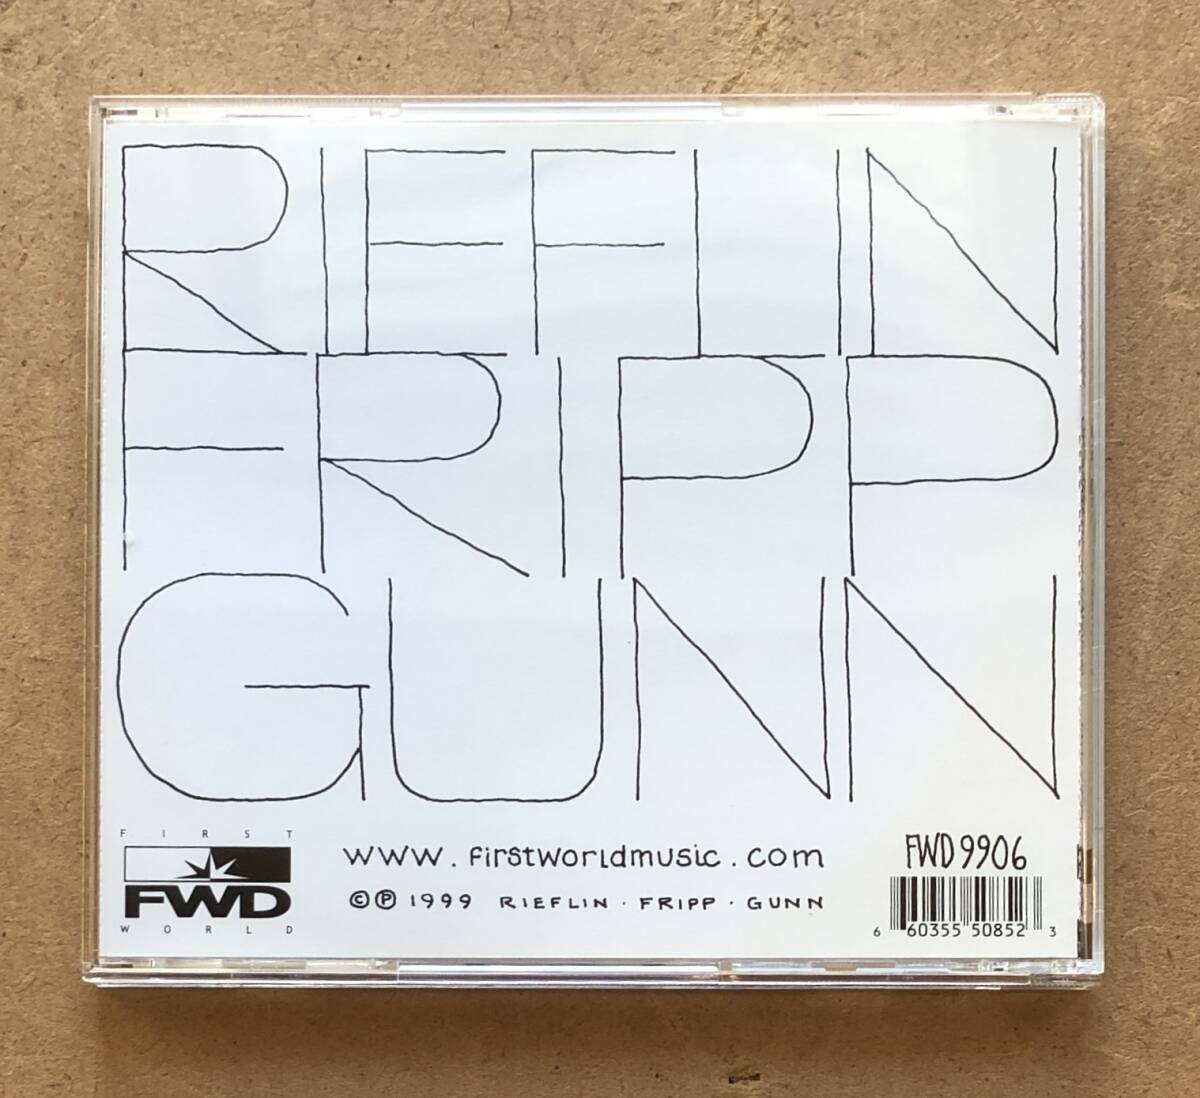 RIEFLIN
FRIPP
GUNN
FIRST
FWD
WORLD
www.firstworldmusic.com
©℗1999 RIEFLIN · FRIPP · GUNN
FWD 9906
6 60355 50852 3